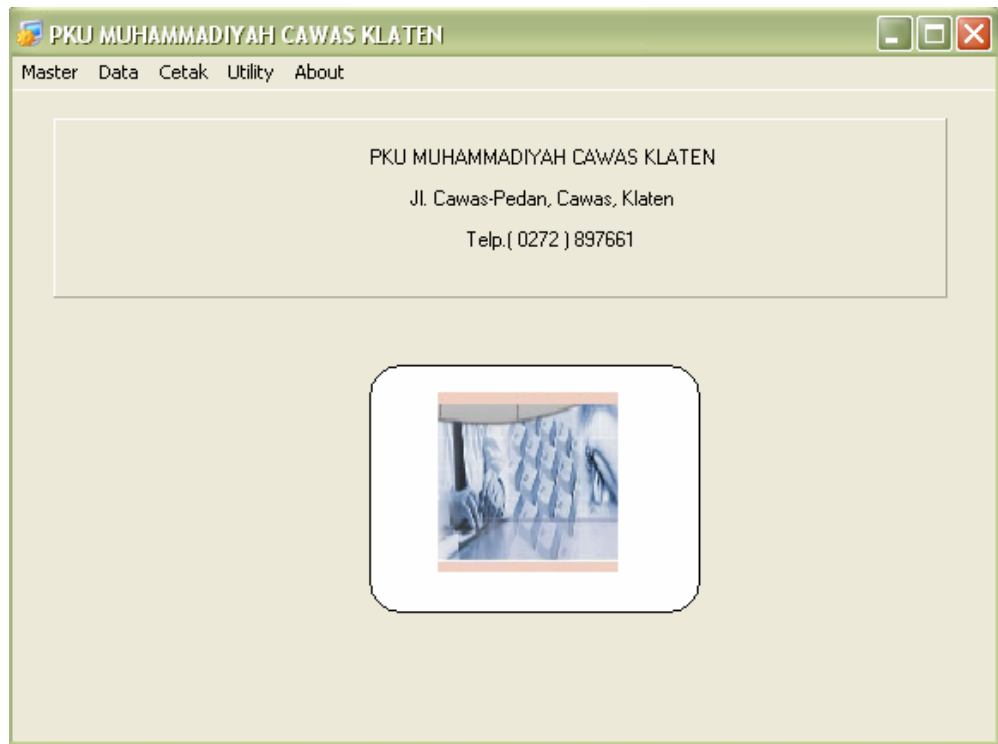 PKU MUHAMMADIYAH CAWAS KLATEN
Master Data Cetak Utility About
PKU MUHAMMADIYAH CAWAS KLATEN
Jl. Cawas-Pedan, Cawas, Klaten
Telp.( 0272 ) 897661